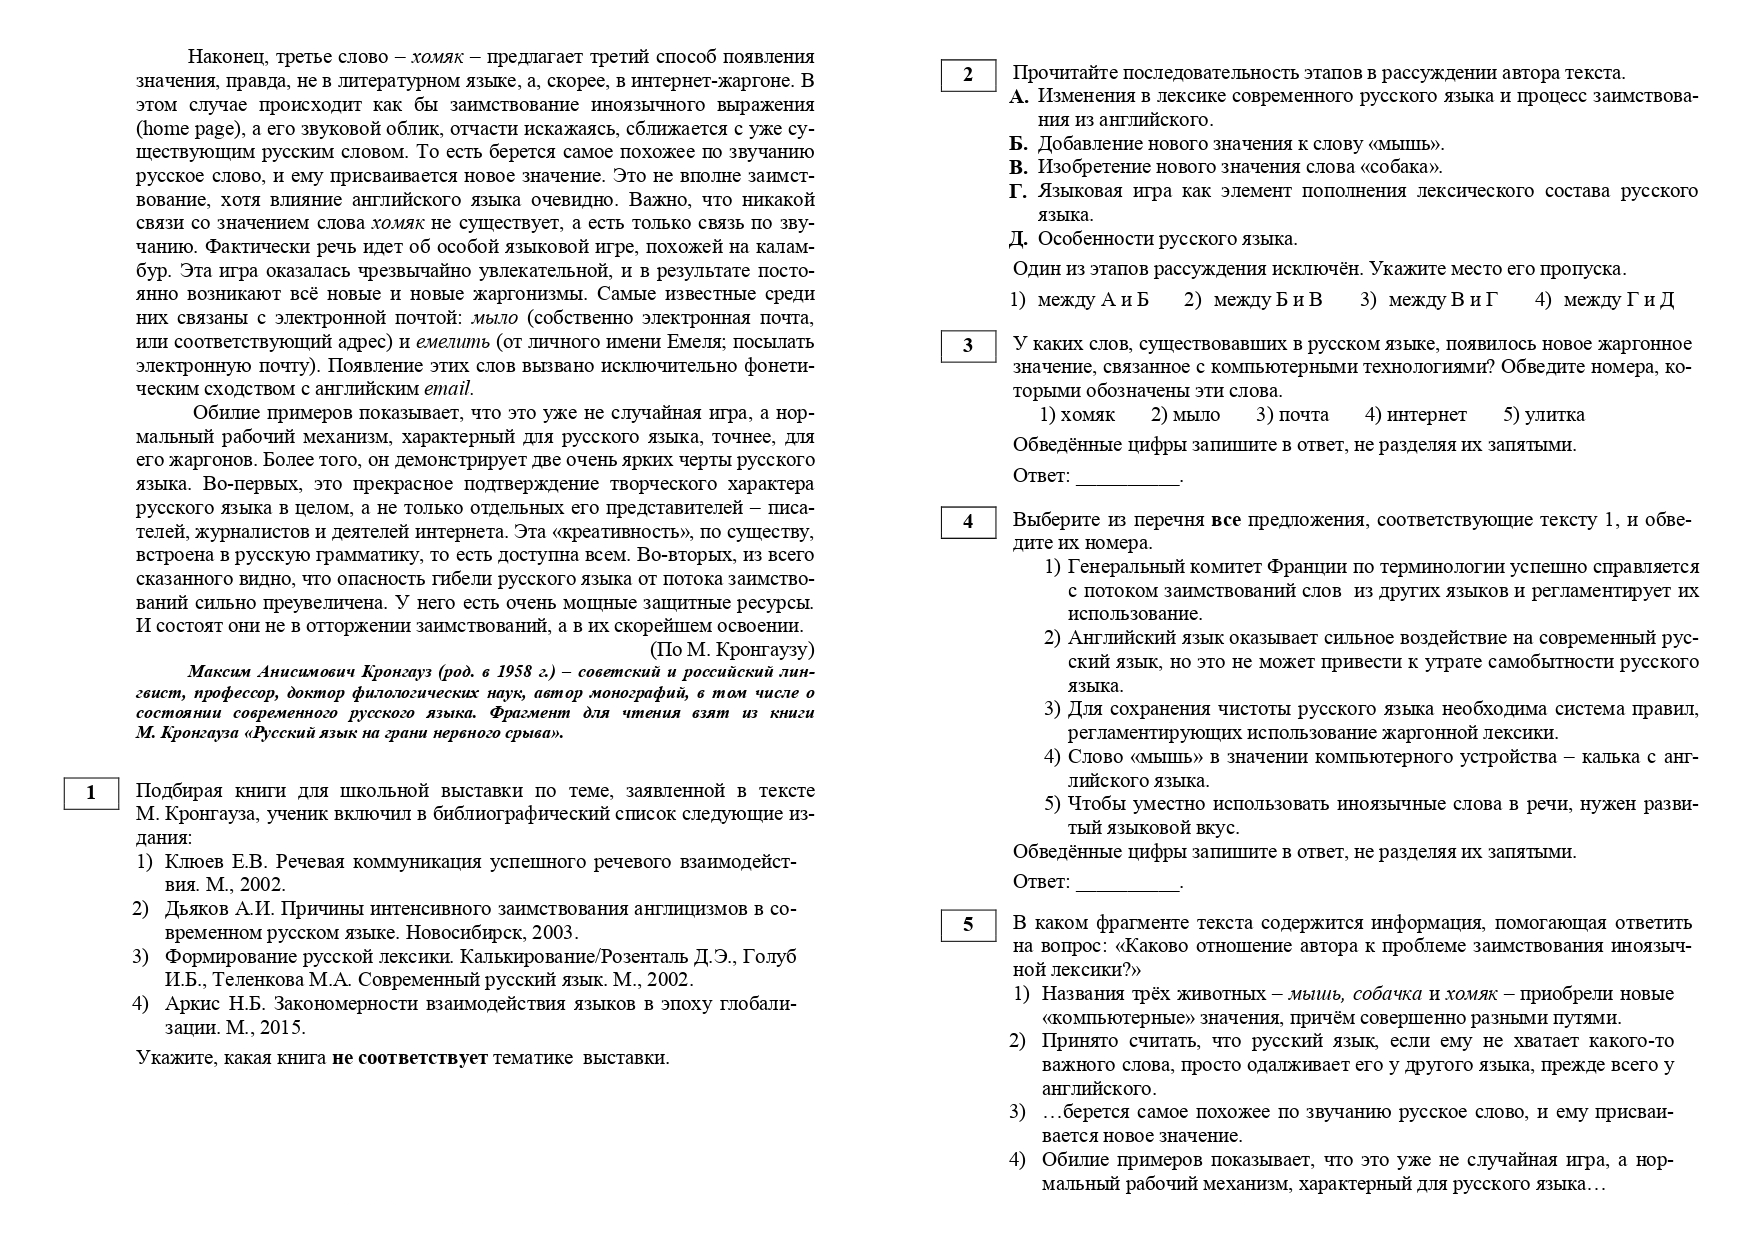 Наконец, третье слово – хомяк – предлагает третий способ появления
значения, правда, не в литературном языке, а, скорее, в интернет-жаргоне. В
этом случае происходит как бы заимствование иноязычного выражения
(home page), а его звуковой облик, отчасти искажаясь, сближается с уже су-
ществующим русским словом. То есть берется самое похожее по звучанию
русское слово, и ему присваивается новое значение. Это не вполне заимст-
вование, хотя влияние английского языка очевидно. Важно, что никакой
связи со значением слова хомяк не существует, а есть только связь по зву-
чанию. Фактически речь идет об особой языковой игре, похожей на калам-
бур. Эта игра оказалась чрезвычайно увлекательной, и в результате посто-
янно возникают всё новые и новые жаргонизмы. Самые известные среди
них связаны с электронной почтой: мыло (собственно электронная почта,
или соответствующий адрес) и емелить (от личного имени Емеля; посылать
электронную почту). Появление этих слов вызвано исключительно фонети-
ческим сходством с английским email.
Обилие примеров показывает, что это уже не случайная игра, а нор-
мальный рабочий механизм, характерный для русского языка, точнее, для
его жаргонов. Более того, он демонстрирует две очень ярких черты русского
языка. Во-первых, это прекрасное подтверждение творческого характера
русского языка в целом, а не только отдельных его представителей – писа-
телей, журналистов и деятелей интернета. Эта «креативность», по существу,
встроена в русскую грамматику, то есть доступна всем. Во-вторых, из всего
сказанного видно, что опасность гибели русского языка от потока заимство-
ваний сильно преувеличена. У него есть очень мощные защитные ресурсы.
И состоят они не в отторжении заимствований, а в их скорейшем освоении.
(По М. Кронгаузу)
Максим Анисимович Кронгауз (род. в 1958 г.) – советский и российский лин-
гвист, профессор, доктор филологических наук, автор монографий, в том числе о
состоянии современного русского языка. Фрагмент для чтения взят из книги
М. Кронгауза «Русский язык на грани нервного срыва».
1 Подбирая книги для школьной выставки по теме, заявленной в тексте
М. Кронгауза, ученик включил в библиографический список следующие из-
дания:
1) Клюев Е.В. Речевая коммуникация успешного речевого взаимодейст-
вия. М., 2002.
2) Дьяков А.И. Причины интенсивного заимствования англицизмов в со-
временном русском языке. Новосибирск, 2003.
3) Формирование русской лексики. Калькирование/Розенталь Д.Э., Голуб
И.Б., Теленкова М.А. Современный русский язык. М., 2002.
4) Аркис Н.Б. Закономерности взаимодействия языков в эпоху глобали-
зации. М., 2015.
Укажите, какая книга не соответствует тематике выставки.
2 Прочитайте последовательность этапов в рассуждении автора текста.
А. Изменения в лексике современного русского языка и процесс заимствова-
ния из английского.
Б. Добавление нового значения к слову «мышь».
В. Изобретение нового значения слова «собака».
Г. Языковая игра как элемент пополнения лексического состава русского
языка.
Д. Особенности русского языка.
Один из этапов рассуждения исключён. Укажите место его пропуска.
1) между А и Б 2) между Б и В 3) между В и Г 4) между Г и Д
3 У каких слов, существовавших в русском языке, появилось новое жаргонное
значение, связанное с компьютерными технологиями? Обведите номера, ко-
торыми обозначены эти слова.
1) хомяк 2) мыло 3) почта 4) интернет 5) улитка
Обведённые цифры запишите в ответ, не разделяя их запятыми.
Ответ: __________.
4 Выберите из перечня все предложения, соответствующие тексту 1, и обве-
дите их номера.
1) Генеральный комитет Франции по терминологии успешно справляется
с потоком заимствований слов из других языков и регламентирует их
использование.
2) Английский язык оказывает сильное воздействие на современный рус-
ский язык, но это не может привести к утрате самобытности русского
языка.
3) Для сохранения чистоты русского языка необходима система правил,
регламентирующих использование жаргонной лексики.
4) Слово «мышь» в значении компьютерного устройства – калька с анг-
лийского языка.
5) Чтобы уместно использовать иноязычные слова в речи, нужен разви-
тый языковой вкус.
Обведённые цифры запишите в ответ, не разделяя их запятыми.
Ответ: __________.
5 В каком фрагменте текста содержится информация, помогающая ответить
на вопрос: «Каково отношение автора к проблеме заимствования иноязыч-
ной лексики?»
1) Названия трёх животных – мышь, собачка и хомяк – приобрели новые
«компьютерные» значения, причём совершенно разными путями.
2) Принято считать, что русский язык, если ему не хватает какого-то
важного слова, просто одалживает его у другого языка, прежде всего у
английского.
3) …берется самое похожее по звучанию русское слово, и ему присваи-
вается новое значение.
4) Обилие примеров показывает, что это уже не случайная игра, а нор-
мальный рабочий механизм, характерный для русского языка…